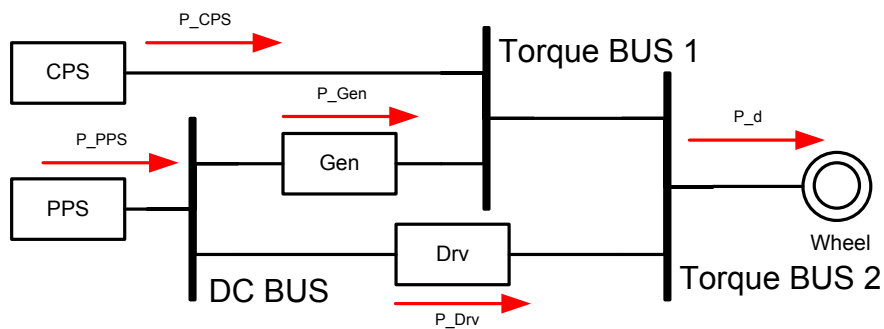 P_CPS
CPS
Torque BUS 1
P_Gen
P_PPS
Gen
P_d
PPS
Drv
Wheel
DC BUS
Torque BUS 2
P_Drv